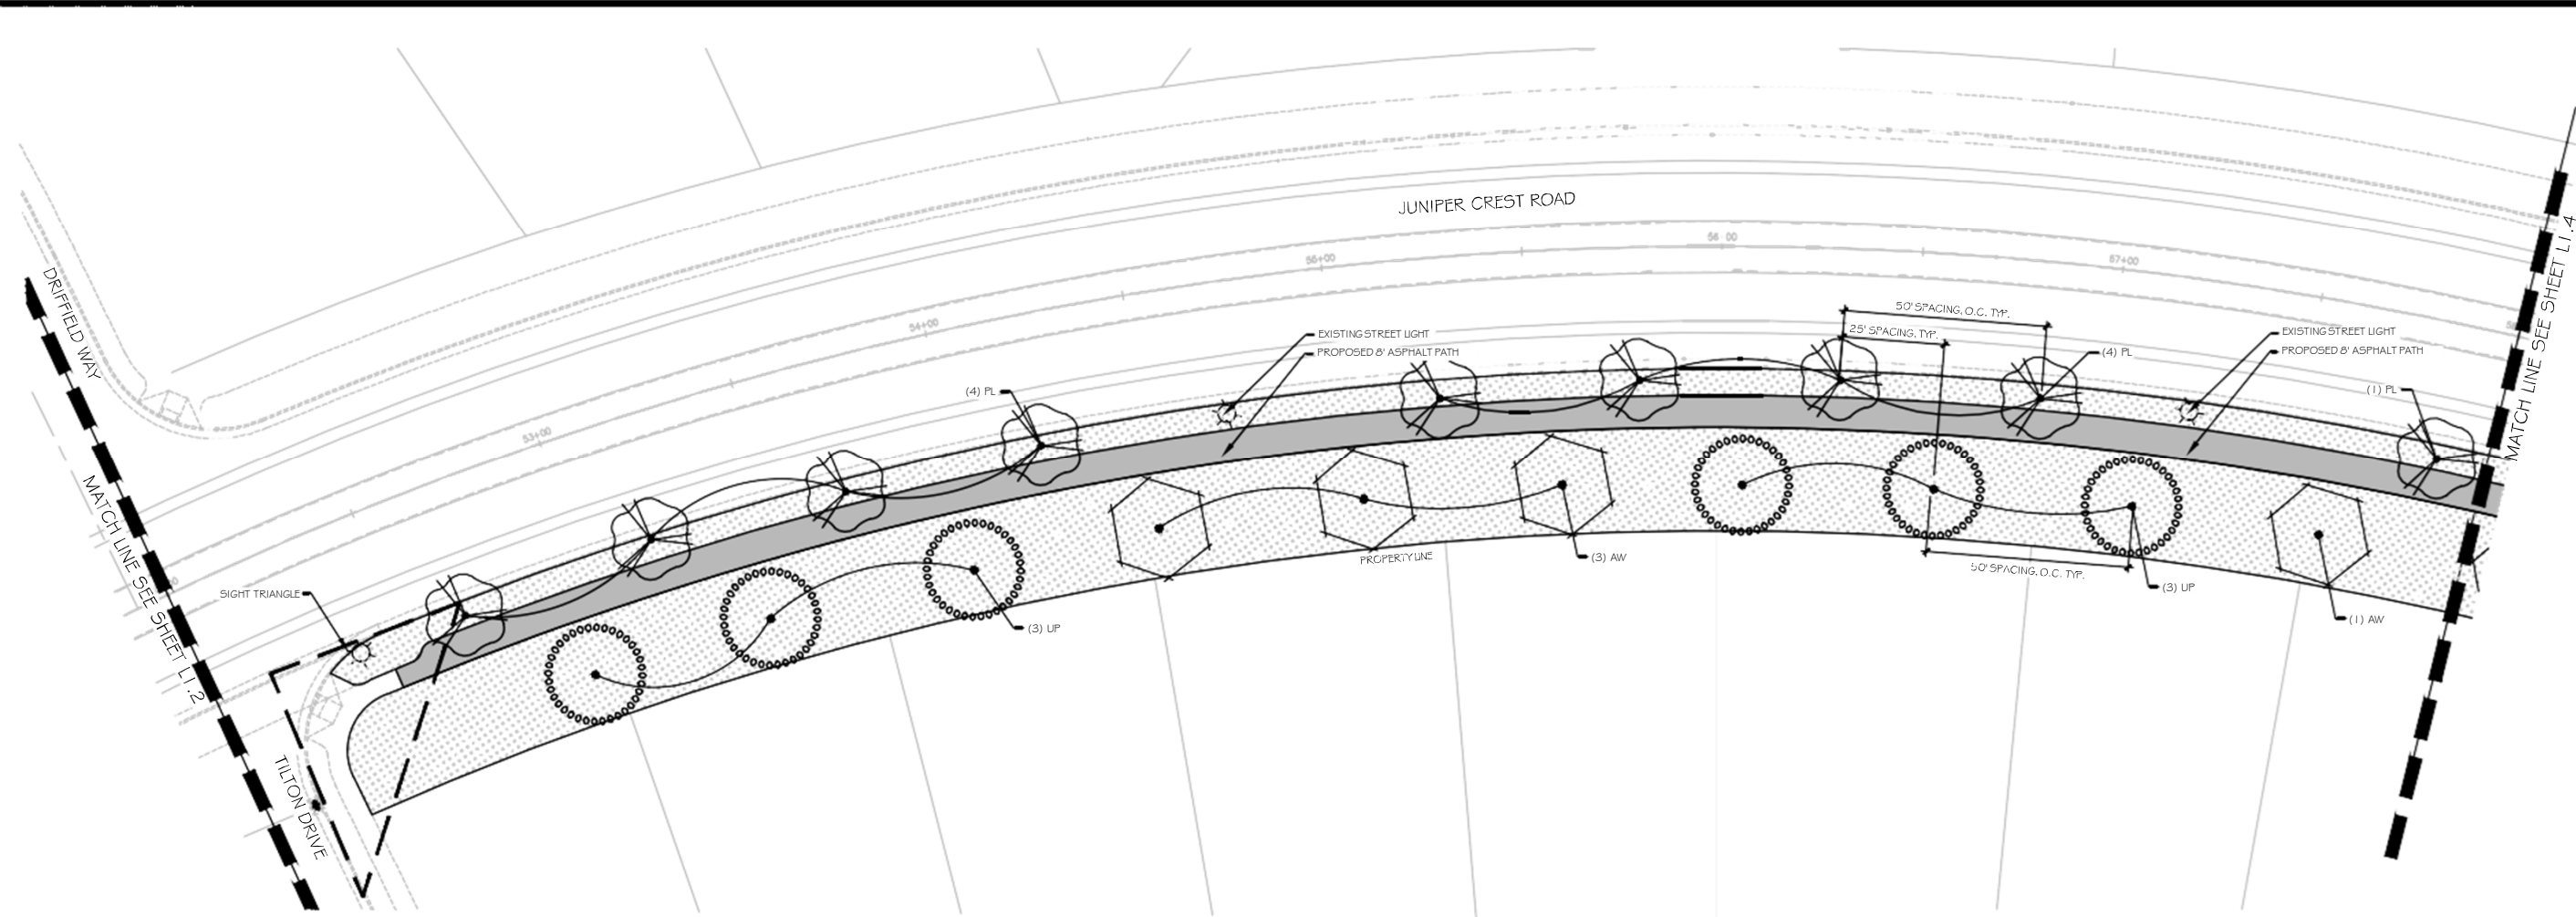 JUNIPER CREST ROAD
56+00
55+00
57+00
54+00
53+00
DRIFFIELD WAY
MATCH LINE SEE SHEET L1.4
50' SPACING, O.C. TYP.
25' SPACING, TYP.
EXISTING STREET LIGHT
PROPOSED 8' ASPHALT PATH
EXISTING STREET LIGHT
PROPOSED 8' ASPHALT PATH
(4) PL
(4) PL
(1) PL
MATCH LINE SEE SHEET L1.2
PROPERTY LINE
(3) AW
50' SPACING, O.C. TYP.
(3) UP
SIGHT TRIANGLE
(3) UP
(1) AW
TILTON DRIVE